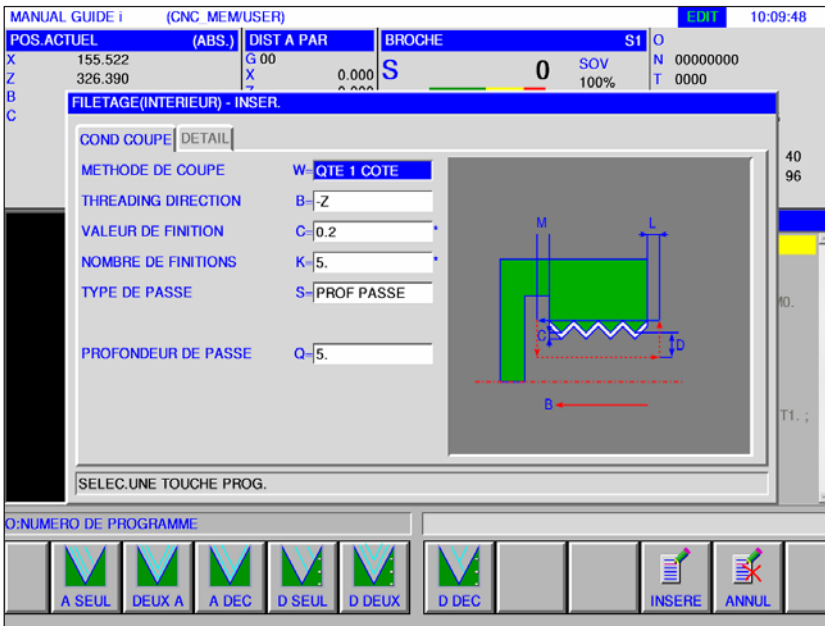 MANUAL GUIDE i (CNC_MEM/USER) EDIT 10:09:48
POS.ACTUEL (ABS.) DIST A PAR BROCHE S1 O
X 155.522 G 00 S 0 SOV N 00000000
Z 326.390 X 0.000 100% T 0000
B
C
FILETAGE(INTERIEUR) - INSER.
COND COUPE DETAIL
METHODE DE COUPE W= QTE 1 COTE
THREADING DIRECTION B= -Z
VALEUR DE FINITION C= 0.2 *
NOMBRE DE FINITIONS K= 5. *
TYPE DE PASSE S= PROF PASSE
PROFONDEUR DE PASSE Q= 5.
M L
C D
B
40
96
M0.
T1. ;
SELEC.UNE TOUCHE PROG.
O:NUMERO DE PROGRAMME
A SEUL DEUX A A DEC D SEUL D DEUX D DEC INSERE ANNUL